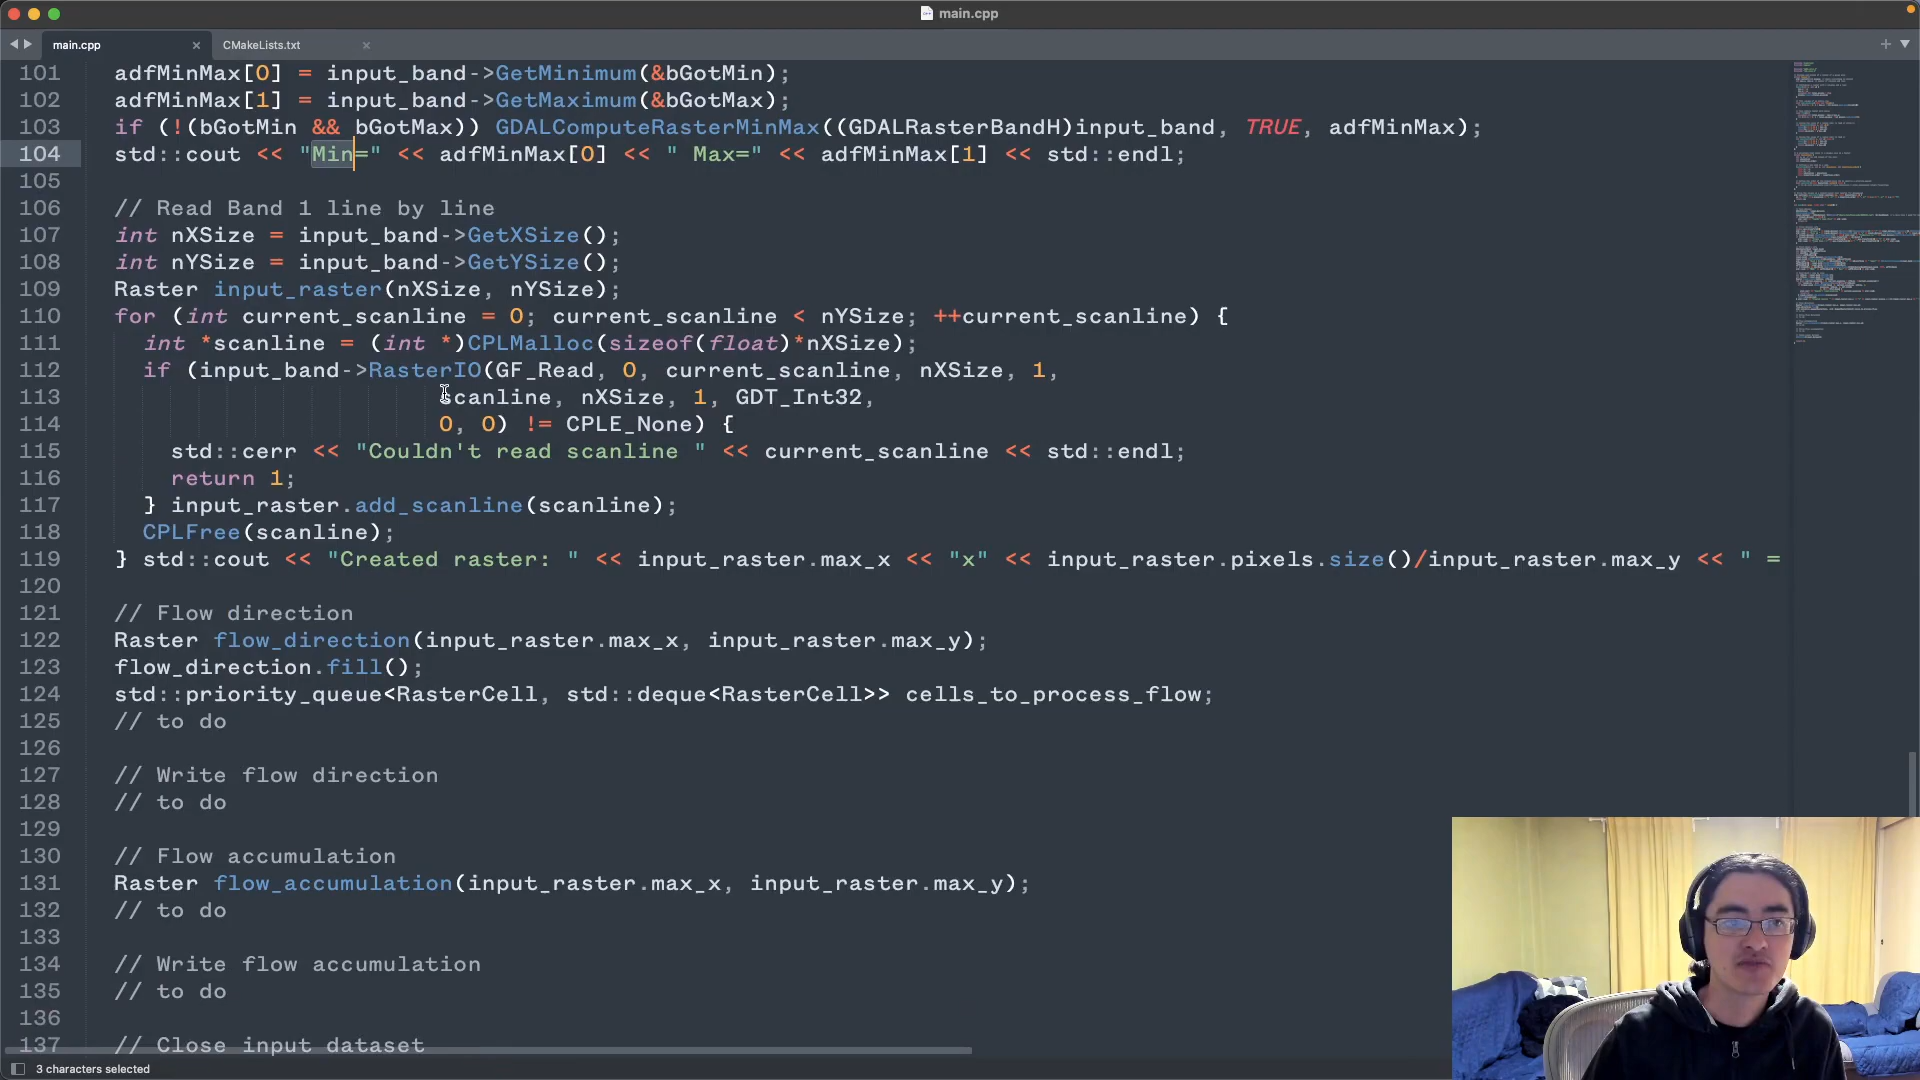 main.cpp
main.cpp
CMakeLists.txt
101 adfMinMax[0] = input_band->GetMinimum(&bGotMin);
102 adfMinMax[1] = input_band->GetMaximum(&bGotMax);
103 if (!(bGotMin && bGotMax)) GDALComputeRasterMinMax((GDALRasterBandH)input_band, TRUE, adfMinMax);
104 std::cout << "Min=" << adfMinMax[0] << " Max=" << adfMinMax[1] << std::endl;
105
106 // Read Band 1 line by line
107 int nXSize = input_band->GetXSize();
108 int nYSize = input_band->GetYSize();
109 Raster input_raster(nXSize, nYSize);
110 for (int current_scanline = 0; current_scanline < nYSize; ++current_scanline) {
111 int *scanline = (int *)CPLMalloc(sizeof(float)*nXSize);
112 if (input_band->RasterIO(GF_Read, 0, current_scanline, nXSize, 1,
113 scanline, nXSize, 1, GDT_Int32,
114 0, 0) != CPLE_None) {
115 std::cerr << "Couldn't read scanline " << current_scanline << std::endl;
116 return 1;
117 } input_raster.add_scanline(scanline);
118 CPLFree(scanline);
119 } std::cout << "Created raster: " << input_raster.max_x << "x" << input_raster.pixels.size()/input_raster.max_y << " =
120
121 // Flow direction
122 Raster flow_direction(input_raster.max_x, input_raster.max_y);
123 flow_direction.fill();
124 std::priority_queue<RasterCell, std::deque<RasterCell>> cells_to_process_flow;
125 // to do
126
127 // Write flow direction
128 // to do
129
130 // Flow accumulation
131 Raster flow_accumulation(input_raster.max_x, input_raster.max_y);
132 // to do
133
134 // Write flow accumulation
135 // to do
136
137 // Close input dataset
3 characters selected